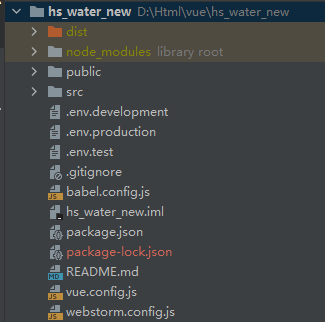 hs_water_new D:\Html\vue\hs_water_new
dist
node_modules library root
public
src
.env.development
.env.production
.env.test
.gitignore
babel.config.js
hs_water_new.iml
package.json
package-lock.json
README.md
vue.config.js
webstorm.config.js